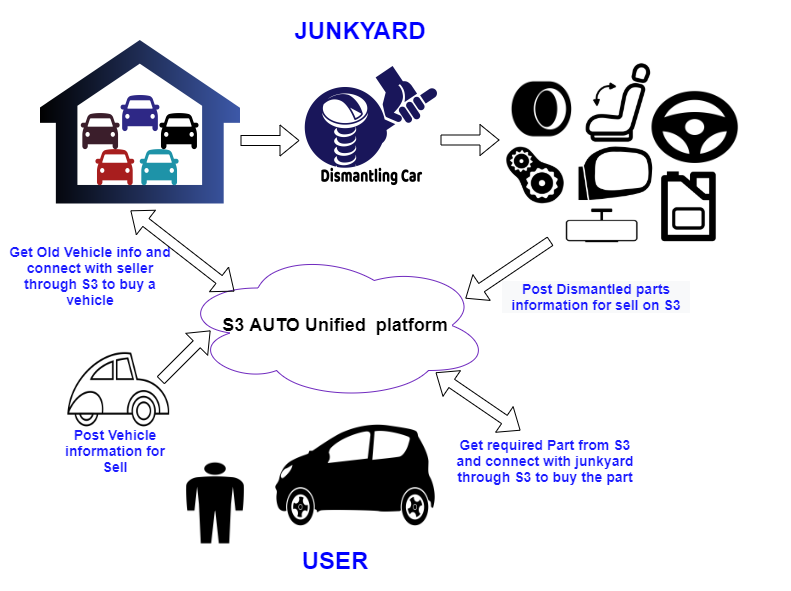 JUNKYARD
Dismantling Car
Get Old Vehicle info and
connect with seller
through S3 to buy a
vehicle
Post Dismantled parts
information for sell on S3
S3 AUTO Unified platform
Post Vehicle
information for
Sell
Get required Part from S3
and connect with junkyard
through S3 to buy the part
USER